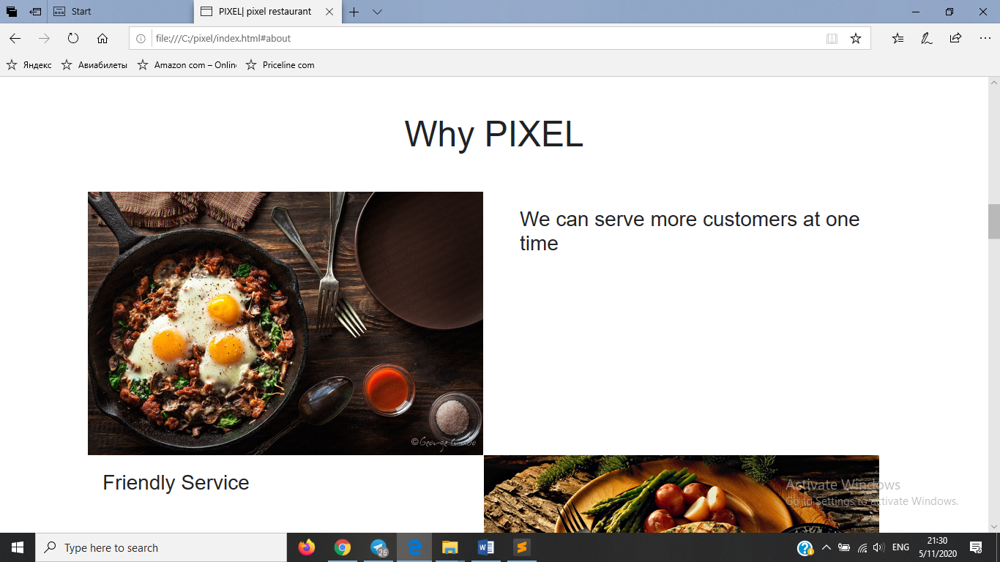 Start
PIXEL| pixel restaurant
file:///C:/pixel/index.html#about
Яндекс
Авиабилеты
Amazon com – Onlin
Priceline com
Why PIXEL
We can serve more customers at one
time
©George
Friendly Service
Activate Windows
Go to Settings to activate Windows.
Type here to search
26
ENG
21:30
5/11/2020